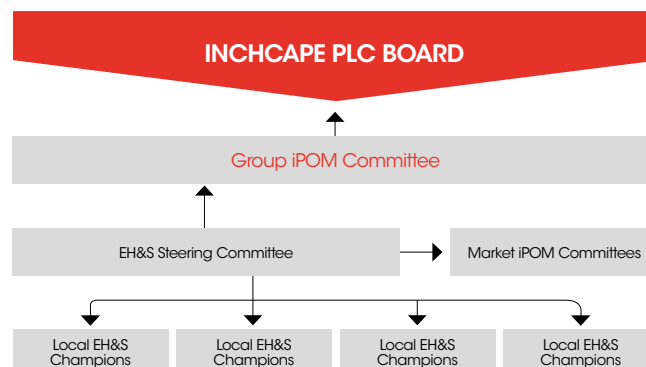 INCHCAPE PLC BOARD
Group iPOM Committee
EH&S Steering Committee
Market iPOM Committees
Local EH&S
Champions
Local EH&S
Champions
Local EH&S
Champions
Local EH&S
Champions